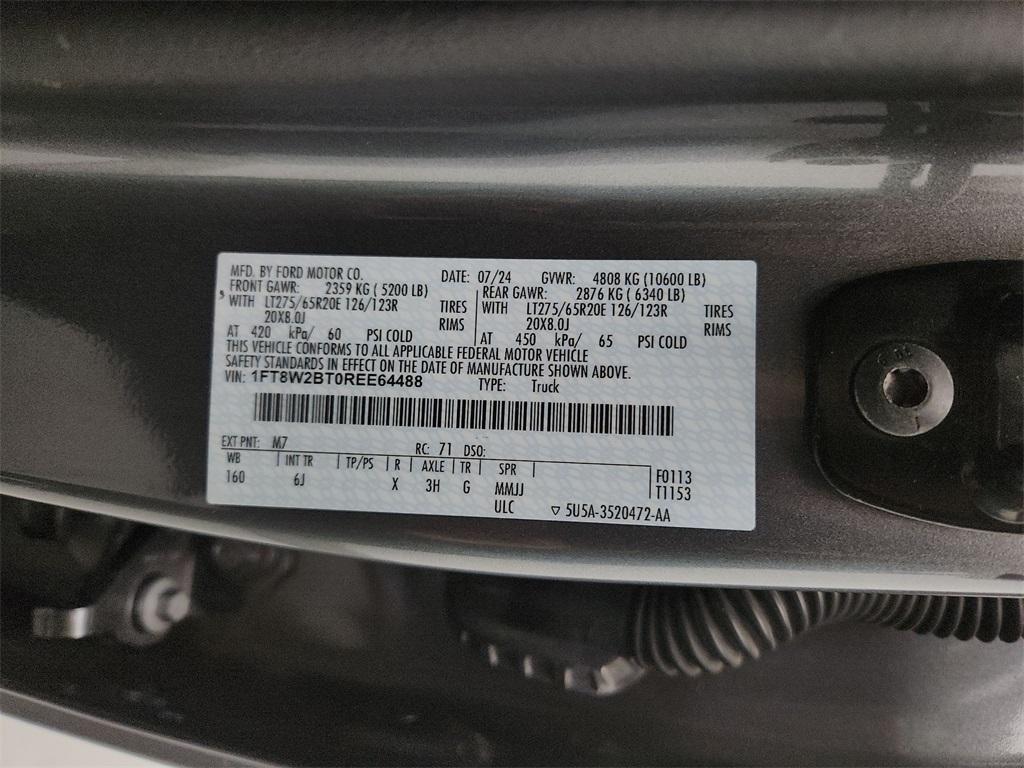 MFD. BY FORD MOTOR CO. DATE: 07/24 GVWR: 4808 KG (10600 LB)
FRONT GAWR: 2359 KG ( 5200 LB) REAR GAWR: 2876 KG ( 6340 LB)
WITH LT275/65R20E 126/123R TIRES WITH LT275/65R20E 126/123R TIRES
20X8.0J RIMS 20X8.0J RIMS
AT 420 kPa/ 60 PSI COLD AT 450 kPa/ 65 PSI COLD
THIS VEHICLE CONFORMS TO ALL APPLICABLE FEDERAL MOTOR VEHICLE
SAFETY STANDARDS IN EFFECT ON THE DATE OF MANUFACTURE SHOWN ABOVE.
VIN: 1FT8W2BT0REE64488 TYPE: Truck
EXT PNT: M7 RC: 71 DSO:
WB INT TR TP/PS R AXLE TR SPR F0113
160 6J X 3H G MMJJ T1153
ULC ▽ 5U5A-3520472-AA